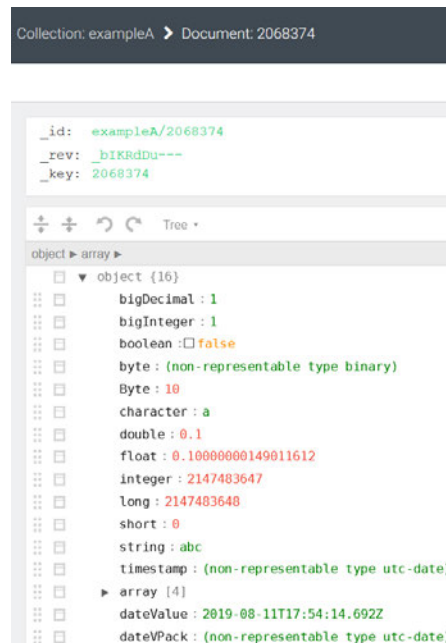 Collection: exampleA > Document: 2068374
_id: exampleA/2068374
_rev: _bIKRdDu---
_key: 2068374
Tree
object ► array ►
▼ object {16}
bigDecimal : 1
bigInteger : 1
boolean : false
byte : (non-representable type binary)
Byte : 10
character : a
double : 0.1
float : 0.10000000149011612
integer : 2147483647
long : 2147483648
short : 0
string : abc
timestamp : (non-representable type utc-date)
► array [4]
dateValue : 2019-08-11T17:54:14.692Z
dateVPack : (non-representable type utc-date)